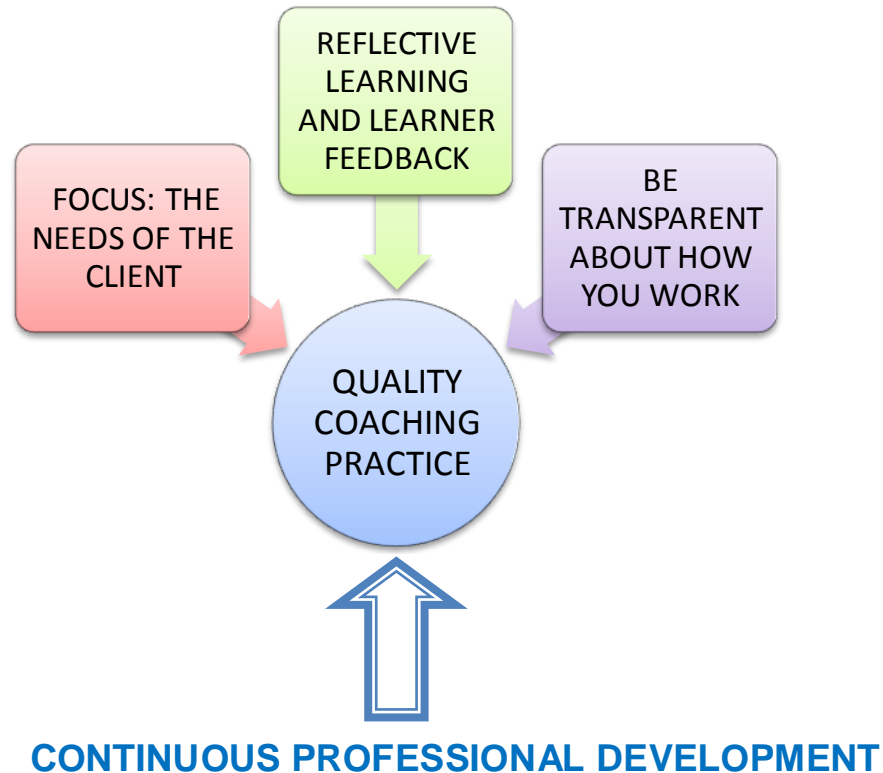 REFLECTIVE
LEARNING
AND LEARNER
FEEDBACK
FOCUS: THE
NEEDS OF THE
CLIENT
BE
TRANSPARENT
ABOUT HOW
YOU WORK
QUALITY
COACHING
PRACTICE
CONTINUOUS PROFESSIONAL DEVELOPMENT